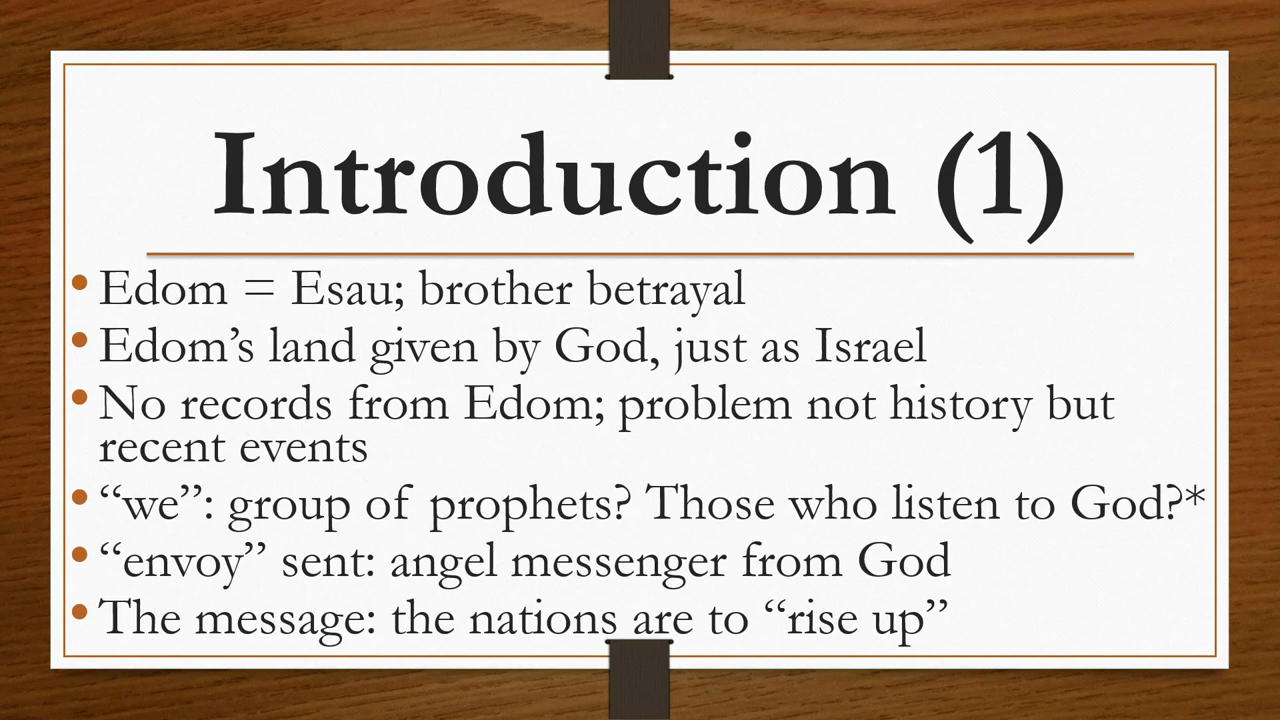 Introduction (1)
• Edom = Esau; brother betrayal
• Edom’s land given by God, just as Israel
• No records from Edom; problem not history but
recent events
• “we”: group of prophets? Those who listen to God?*
• “envoy” sent: angel messenger from God
• The message: the nations are to “rise up”